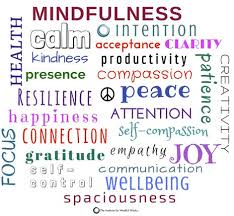 MINDFULNESS
HEALTH
calm
intention
acceptance CLARITY
kindness
productivity
CREATIVITY
presence
compassion
patience
RESILIENCE
peace
happiness
ATTENTION
CONNECTION
self-compassion
FOCUS
gratitude
empathy
JOY
self-control
communication
wellbeing
spaciousness